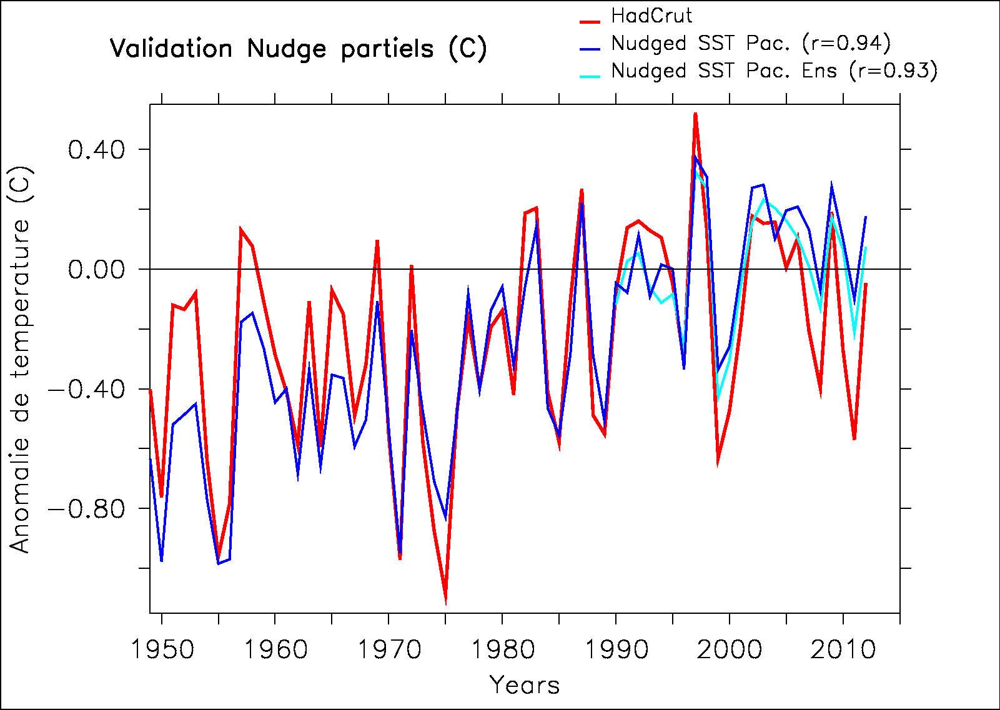 HadCrut
Validation Nudge partiels (C)
Nudged SST Pac. (r=0.94)
Nudged SST Pac. Ens (r=0.93)
0.40
0.00
−0.40
−0.80
Anomalie de temperature (C)
1950 1960 1970 1980 1990 2000 2010
Years